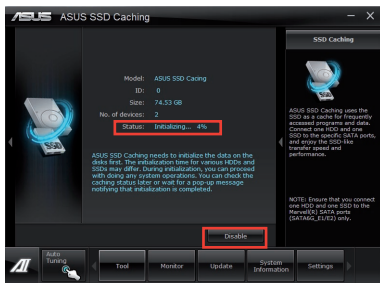 ASUS ASUS SSD Caching
SSD Caching
Model: ASUS SSD Cacing
ID: 0
Size: 74.53 GB
No. of devices: 2
Status: Initializing... 4%
ASUS SSD Caching needs to initialize the data on the
disks first. The initialization time for various HDDs and
SSDs may differ. During initialization, you can proceed
with doing any system operations. You can check the
caching status later or wait for a pop-up message
notifying that initialization is completed.
Disable
SSD
SSD
ASUS SSD Caching uses the
SSD as a cache for frequently
accessed programs and data.
Connect one HDD and one
SSD to the specific SATA ports,
and enjoy the SSD-like
transfer speed and
performance.
NOTE: Ensure that you connect
one HDD and one SSD to the
Marvell(R) SATA ports
(SATA6G_E1/E2) only.
Auto
Tuning
Tool
Monitor
Update
System
Information
Settings